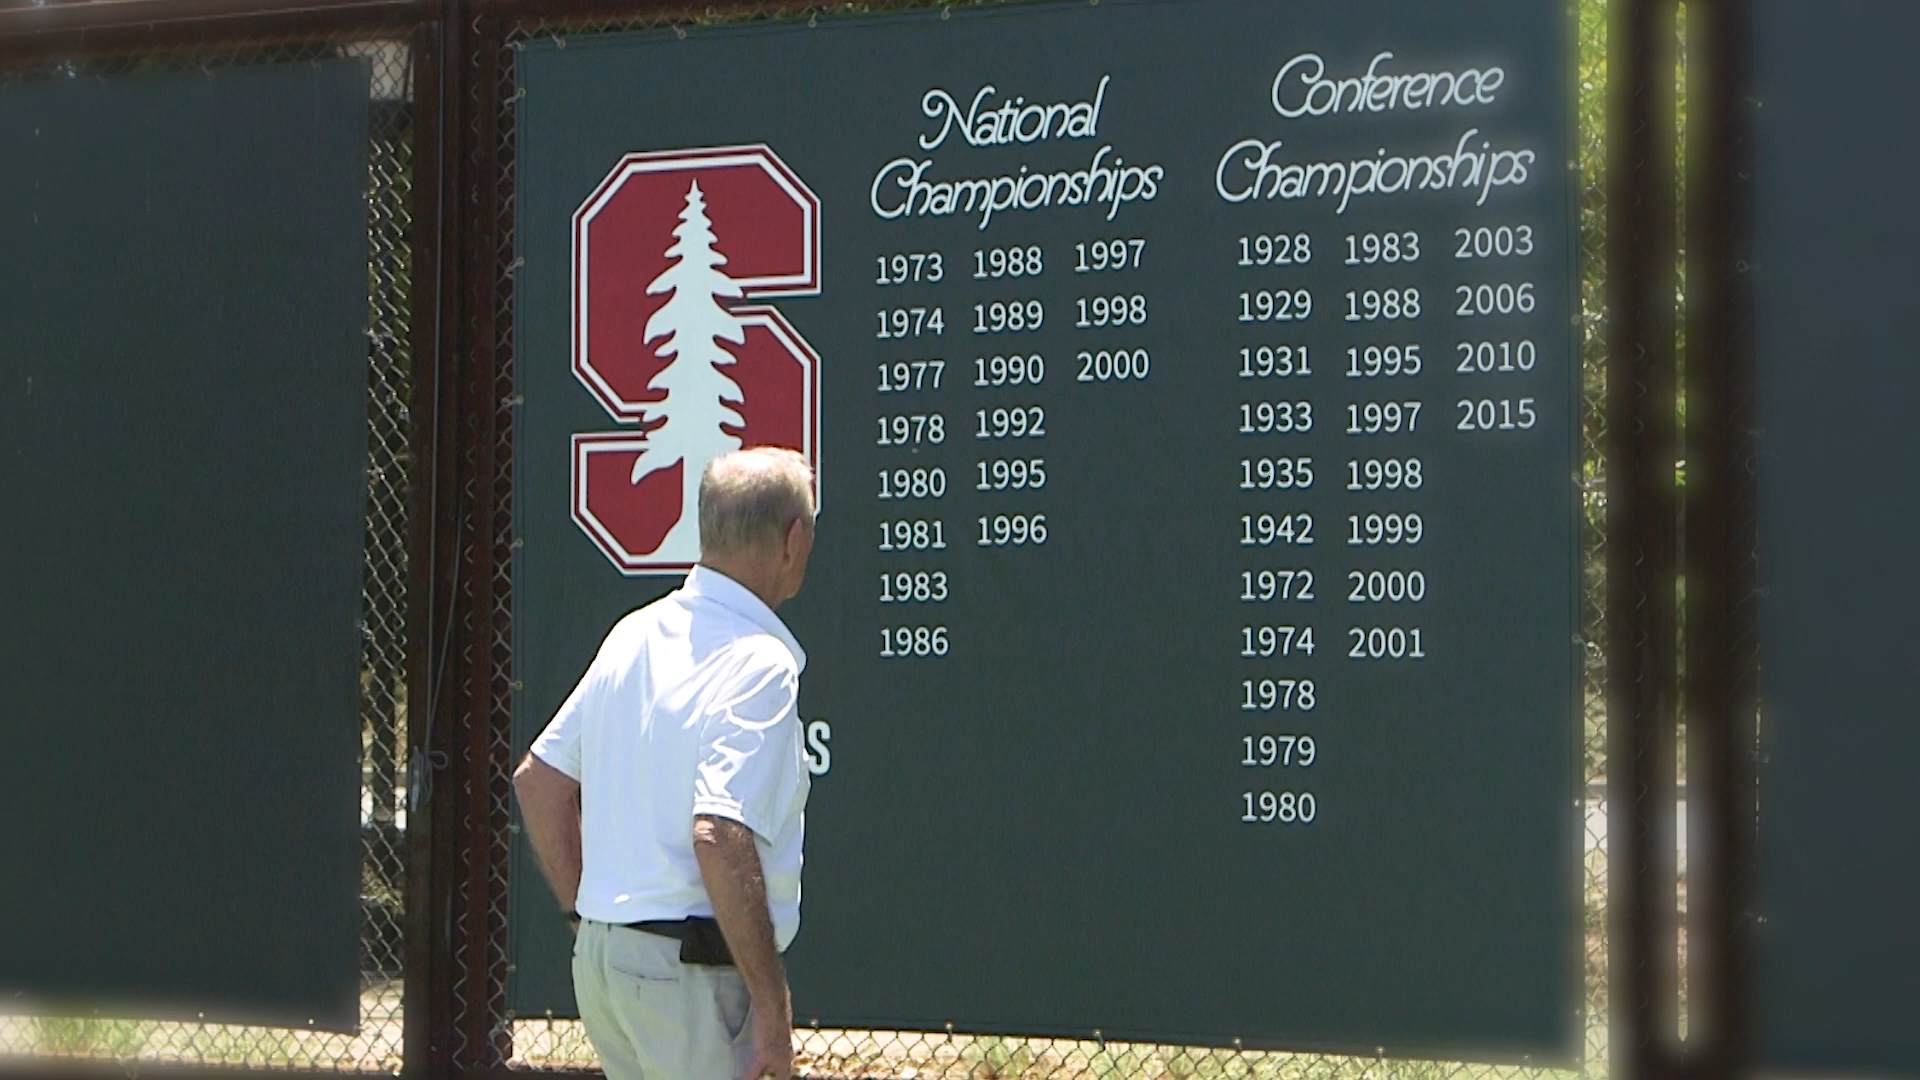 National
Championships
1973 1988 1997
1974 1989 1998
1977 1990 2000
1978 1992
1980 1995
1981 1996
1983
1986
Conference
Championships
1928 1983 2003
1929 1988 2006
1931 1995 2010
1933 1997 2015
1935 1998
1942 1999
1972 2000
1974 2001
1978
1979
1980